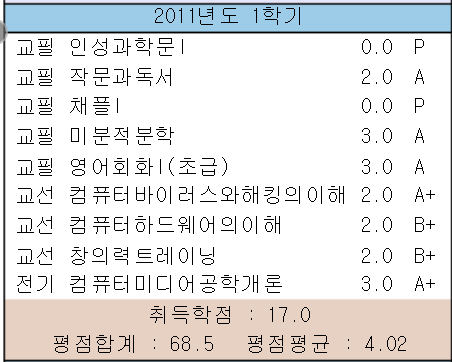 2011년도 1학기
교필 인성과학문Ⅰ 0.0 P
교필 작문과독서 2.0 A
교필 채플Ⅰ 0.0 P
교필 미분적분학 3.0 A
교필 영어회화Ⅰ(초급) 3.0 A
교선 컴퓨터바이러스와해킹의이해 2.0 A+
교선 컴퓨터하드웨어의이해 2.0 B+
교선 창의력트레이닝 2.0 B+
전기 컴퓨터미디어공학개론 3.0 A+
취득학점 : 17.0
평점합계 : 68.5 평점평균 : 4.02